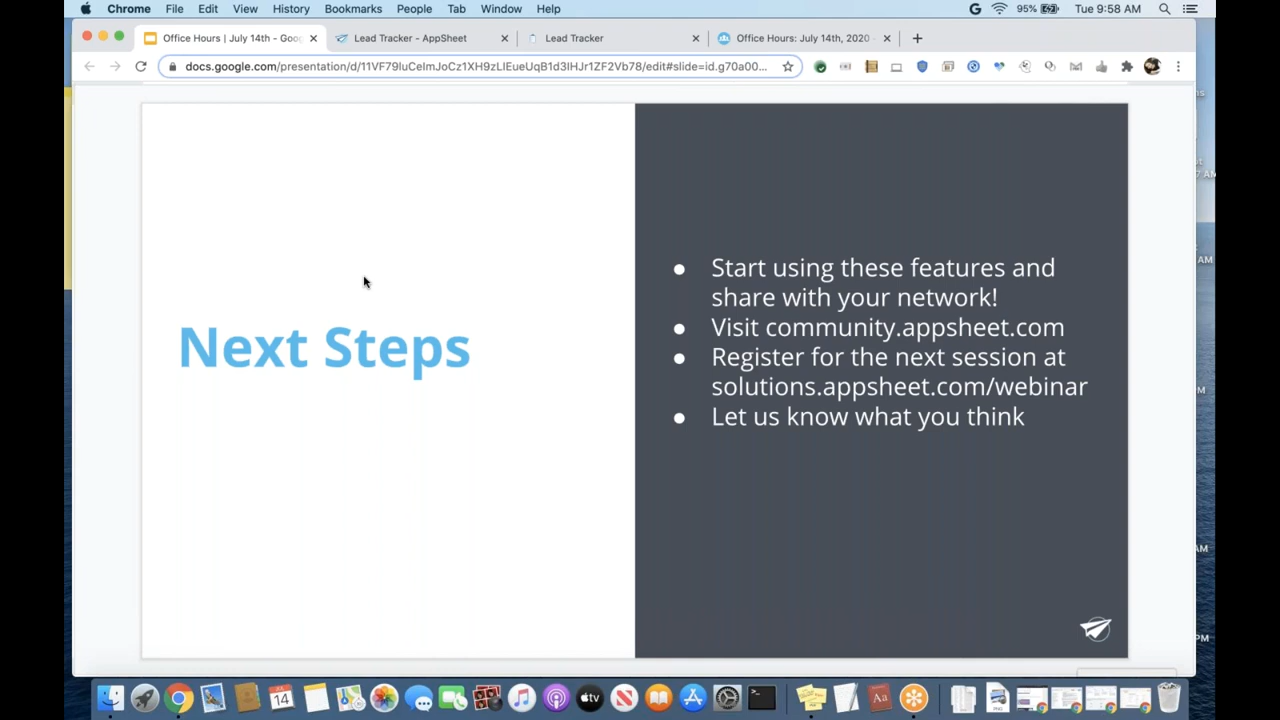 Chrome File Edit View History Bookmarks People Tab Window Help 95% Tue 9:58 AM
Office Hours | July 14th - Goog Lead Tracker - AppSheet Lead Tracker Office Hours: July 14th, 2020
docs.google.com/presentation/d/11VF79IuCeImJoCz1XH9zLIEueUqB1d3IHJr1ZF2Vb78/edit#slide=id.g70a00...
Next Steps
● Start using these features and
share with your network!
● Visit community.appsheet.com
● Register for the next session at
solutions.appsheet.com/webinar
● Let us know what you think